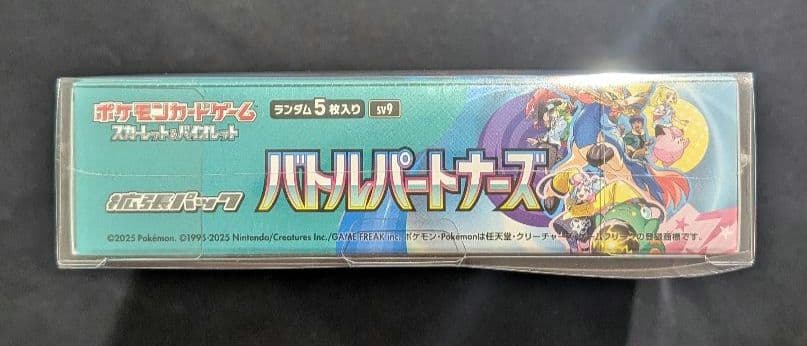 ポケモンカードゲーム
スカーレット&バイオレット
ランダム5枚入り
sv9
拡張パック
バトルパートナーズ
©2025 Pokémon. ©1995-2025 Nintendo/Creatures Inc./GAME FREAK inc. ポケモン・Pokémonは任天堂・クリーチャーズ・ゲームフリークの登録商標です。